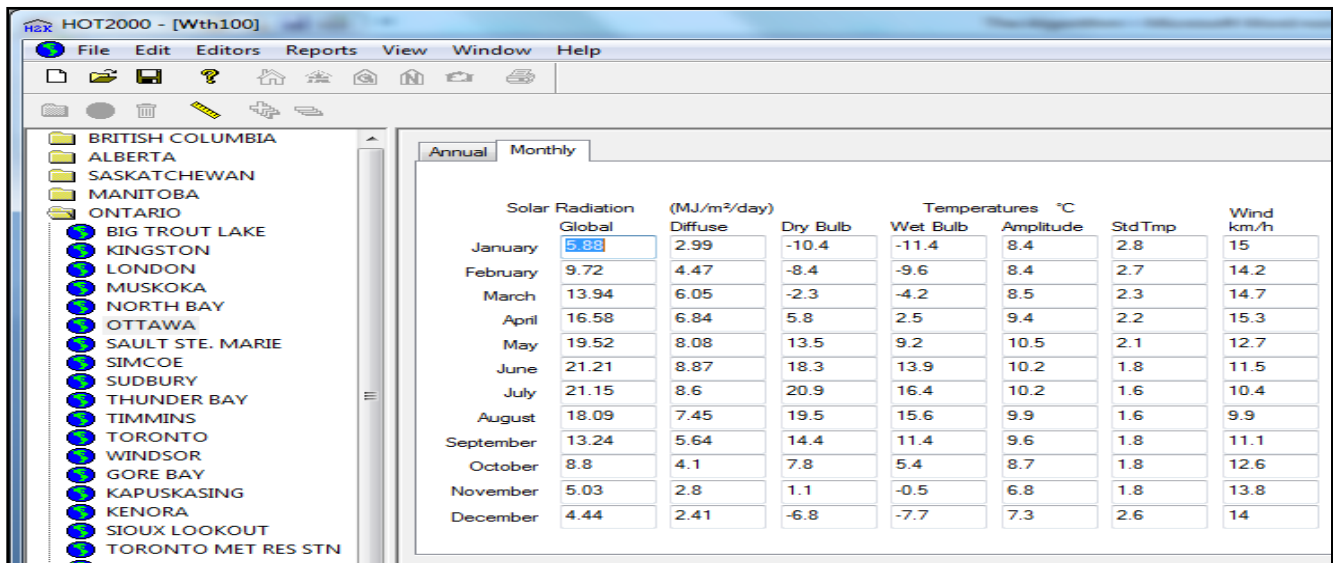 HOT2000 - [Wth100]
File Edit Editors Reports View Window Help
BRITISH COLUMBIA
ALBERTA
SASKATCHEWAN
MANITOBA
ONTARIO
BIG TROUT LAKE
KINGSTON
LONDON
MUSKOKA
NORTH BAY
OTTAWA
SAULT STE. MARIE
SIMCOE
SUDBURY
THUNDER BAY
TIMMINS
TORONTO
WINDSOR
GORE BAY
KAPUSKASING
KENORA
SIOUX LOOKOUT
TORONTO MET RES STN
Annual Monthly
Solar Radiation (MJ/m²/day) Temperatures °C Wind
Global Diffuse Dry Bulb Wet Bulb Amplitude StdTmp km/h
January 5.88 2.99 -10.4 -11.4 8.4 2.8 15
February 9.72 4.47 -8.4 -9.6 8.4 2.7 14.2
March 13.94 6.05 -2.3 -4.2 8.5 2.3 14.7
April 16.58 6.84 5.8 2.5 9.4 2.2 15.3
May 19.52 8.08 13.5 9.2 10.5 2.1 12.7
June 21.21 8.87 18.3 13.9 10.2 1.8 11.5
July 21.15 8.6 20.9 16.4 10.2 1.6 10.4
August 18.09 7.45 19.5 15.6 9.9 1.6 9.9
September 13.24 5.64 14.4 11.4 9.6 1.8 11.1
October 8.8 4.1 7.8 5.4 8.7 1.8 12.6
November 5.03 2.8 1.1 -0.5 6.8 1.8 13.8
December 4.44 2.41 -6.8 -7.7 7.3 2.6 14